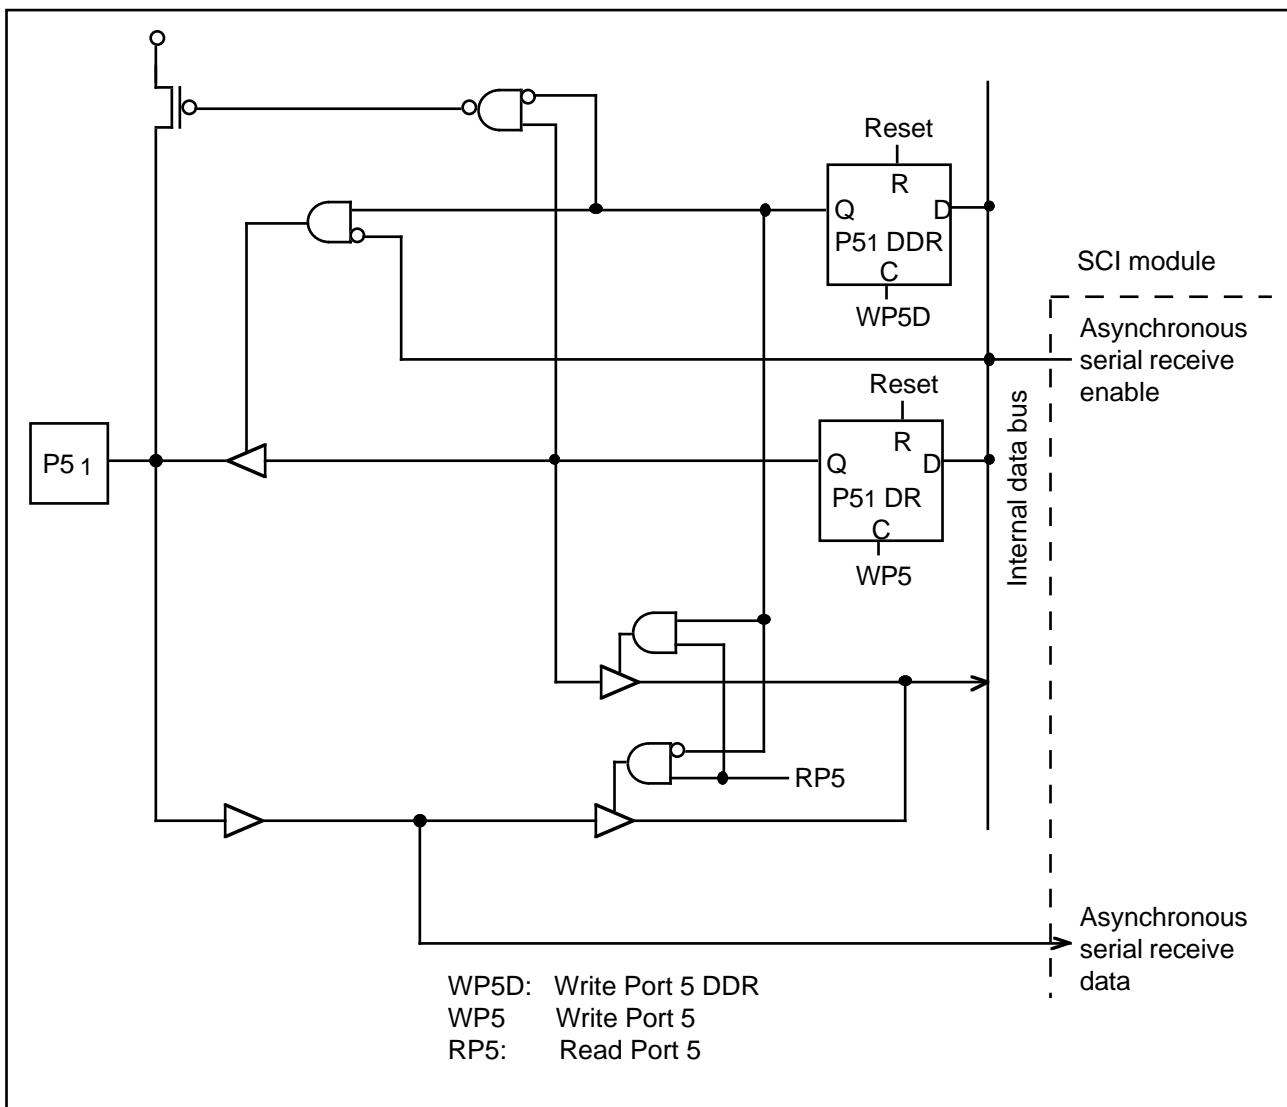 Reset
R
Q
D
P51 DDR
C
WP5D
SCI module
Asynchronous
serial receive
enable
Reset
R
Q
D
P51 DR
C
WP5
Internal data bus
P5 1
RP5
Asynchronous
serial receive
data
WP5D: Write Port 5 DDR
WP5 Write Port 5
RP5: Read Port 5